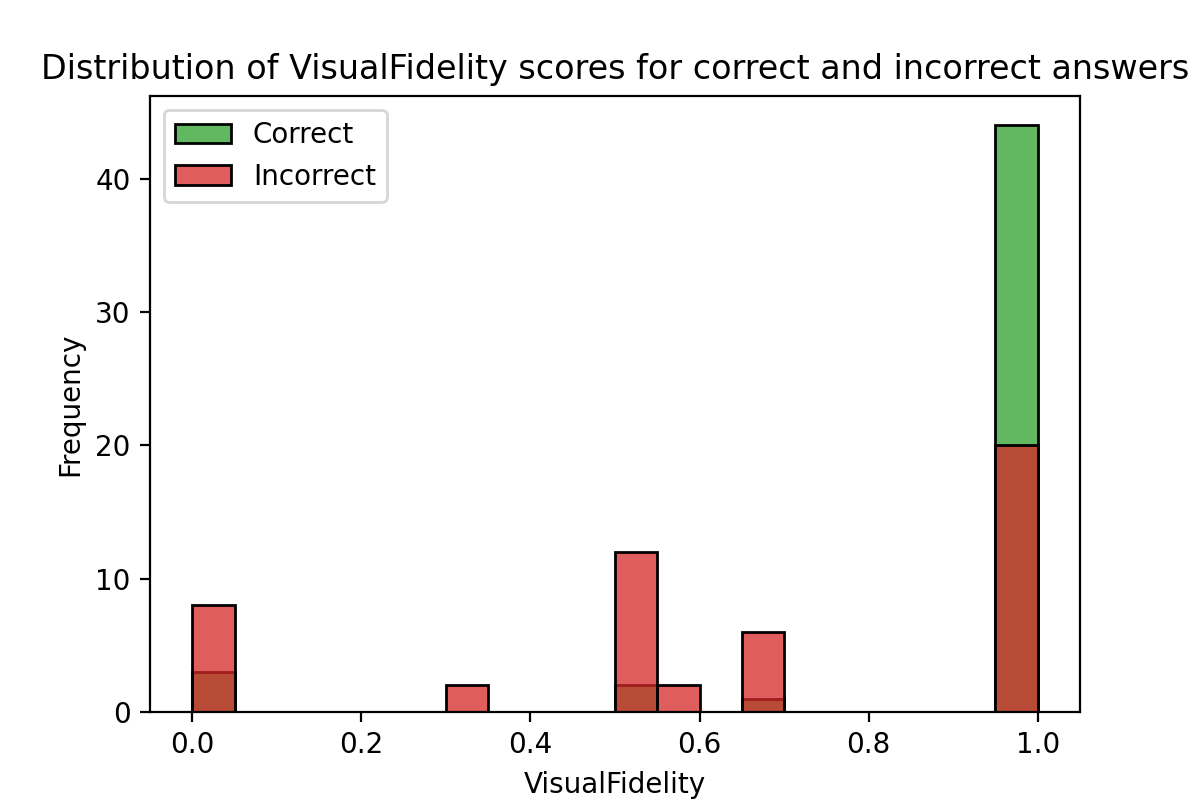 Distribution of VisualFidelity scores for correct and incorrect answers
Correct
Incorrect
40
30
20
10
0
Frequency
0.0 0.2 0.4 0.6 0.8 1.0
VisualFidelity